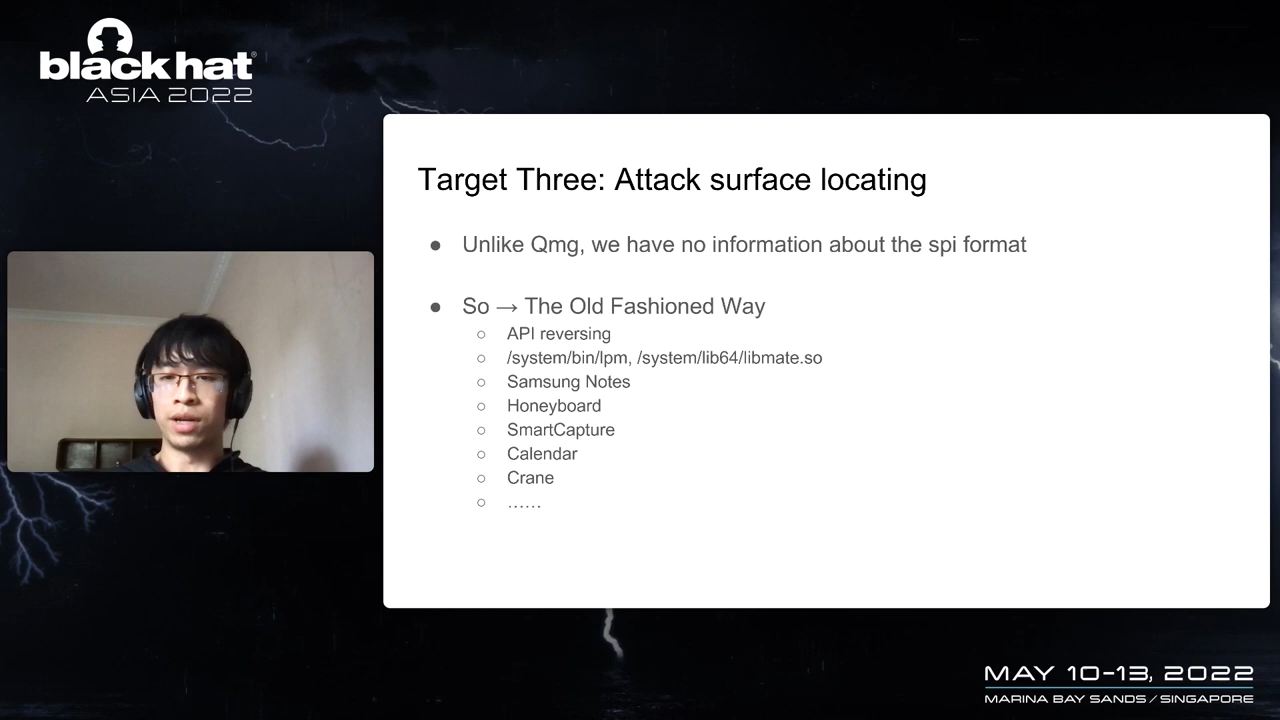 black hat®
ASIA 2022
Target Three: Attack surface locating
● Unlike Qmg, we have no information about the spi format
● So → The Old Fashioned Way
○ API reversing
○ /system/bin/lpm, /system/lib64/libmate.so
○ Samsung Notes
○ Honeyboard
○ SmartCapture
○ Calendar
○ Crane
○ ……
MAY 10-13, 2022
MARINA BAY SANDS / SINGAPORE